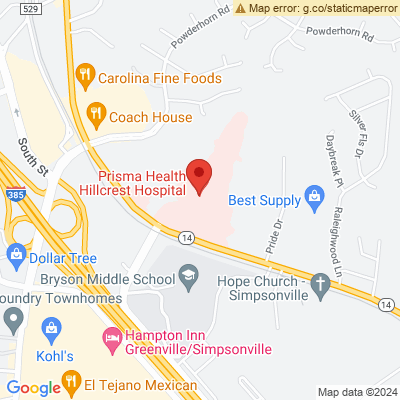 529
Powderhorn Rd
Map error: g.co/staticmaperror
Powderhorn Rd
Carolina Fine Foods
Coach House
Silver Fls Dr
Daybreak Pl
South St
Prisma Health
Hillcrest Hospital
385
Best Supply
Raleighwood Ln
Pride Dr
14
Dollar Tree
Bryson Middle School
Hope Church -
Simpsonville
oundry Townhomes
14
Hampton Inn
Greenville/Simpsonville
Kohl's
El Tejano Mexican
Google
Map data ©2024